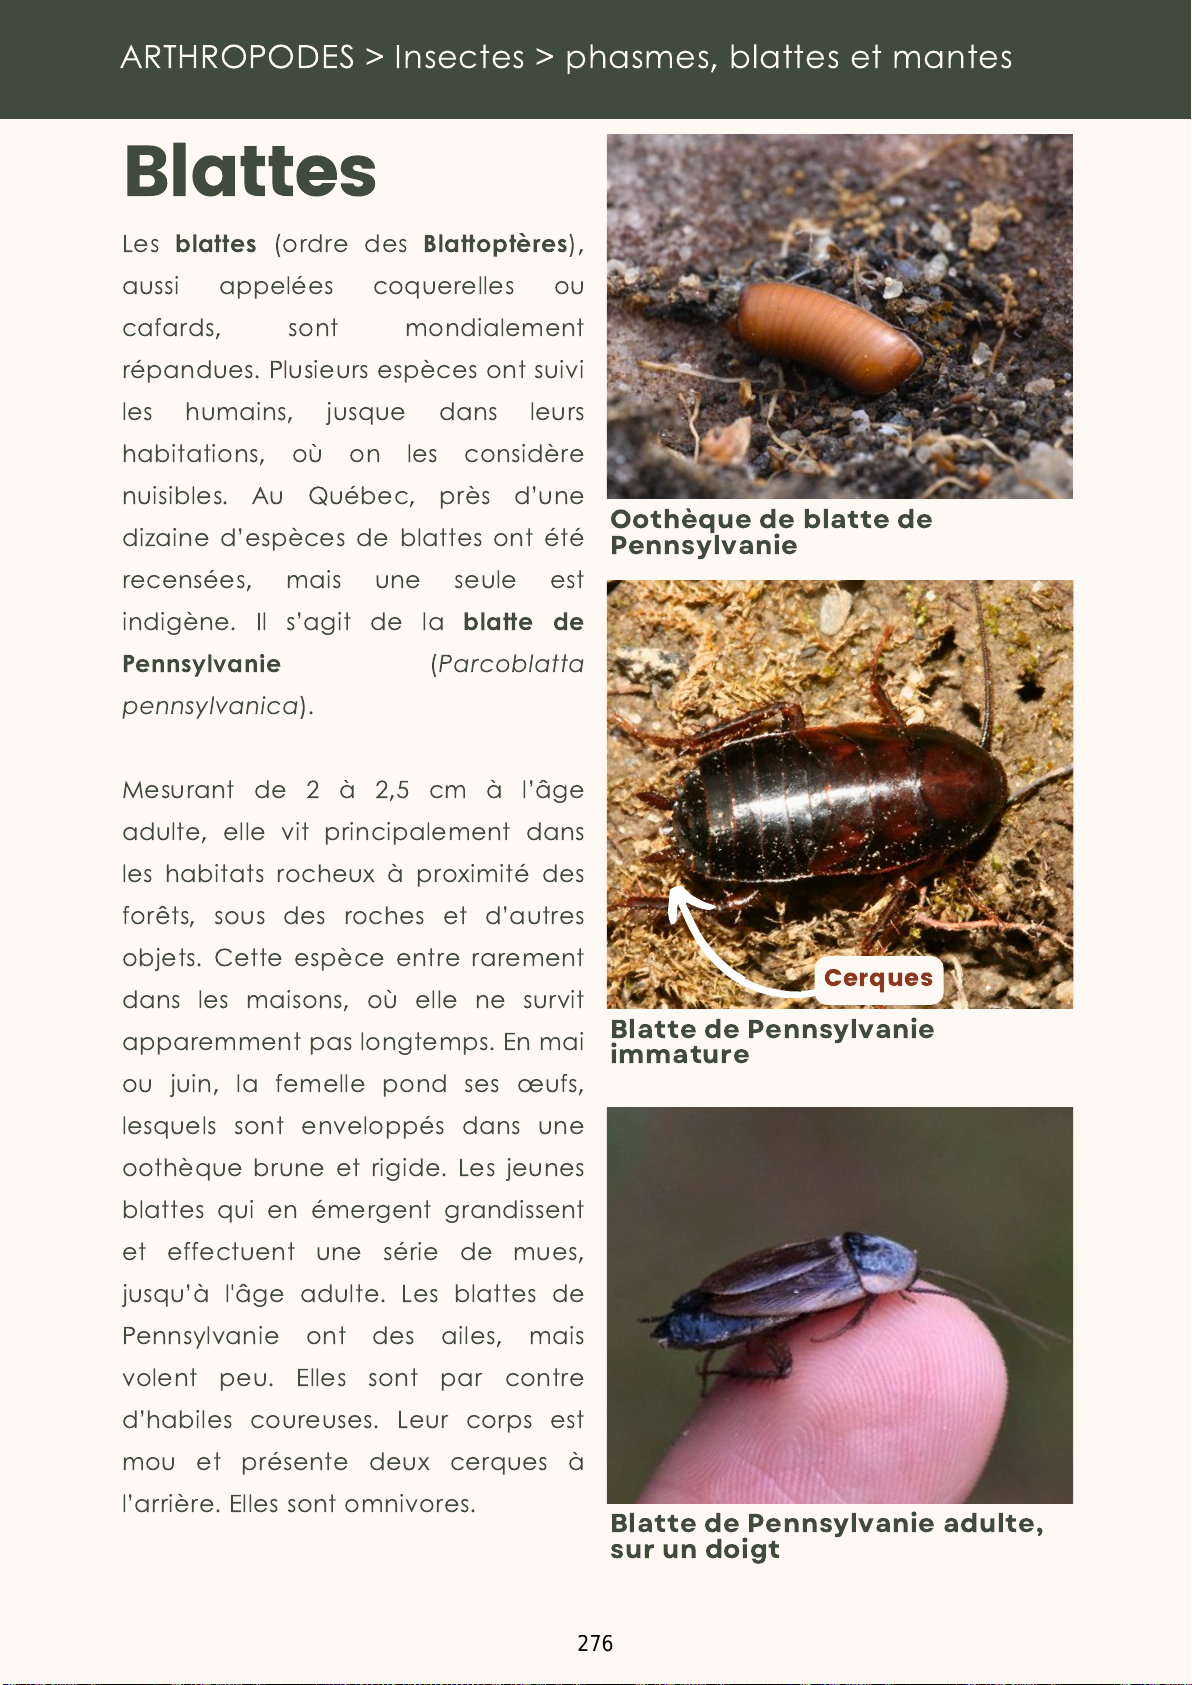 ARTHROPODES > Insectes > phasmes, blattes et mantes
Blattes
Les blattes (ordre des Blattoptères),
aussi appelées coquerelles ou
cafards, sont mondialement
répandues. Plusieurs espèces ont suivi
les humains, jusque dans leurs
habitations, où on les considère
nuisibles. Au Québec, près d’une
dizaine d’espèces de blattes ont été
recensées, mais une seule est
indigène. Il s’agit de la blatte de
Pennsylvanie (Parcoblatta
pennsylvanica).
Mesurant de 2 à 2,5 cm à l’âge
adulte, elle vit principalement dans
les habitats rocheux à proximité des
forêts, sous des roches et d’autres
objets. Cette espèce entre rarement
dans les maisons, où elle ne survit
apparemment pas longtemps. En mai
ou juin, la femelle pond ses œufs,
lesquels sont enveloppés dans une
oothèque brune et rigide. Les jeunes
blattes qui en émergent grandissent
et effectuent une série de mues,
jusqu’à l'âge adulte. Les blattes de
Pennsylvanie ont des ailes, mais
volent peu. Elles sont par contre
d’habiles coureuses. Leur corps est
mou et présente deux cerques à
l’arrière. Elles sont omnivores.
Oothèque de blatte de
Pennsylvanie
Cerques
Blatte de Pennsylvanie
immature
Blatte de Pennsylvanie adulte,
sur un doigt
276